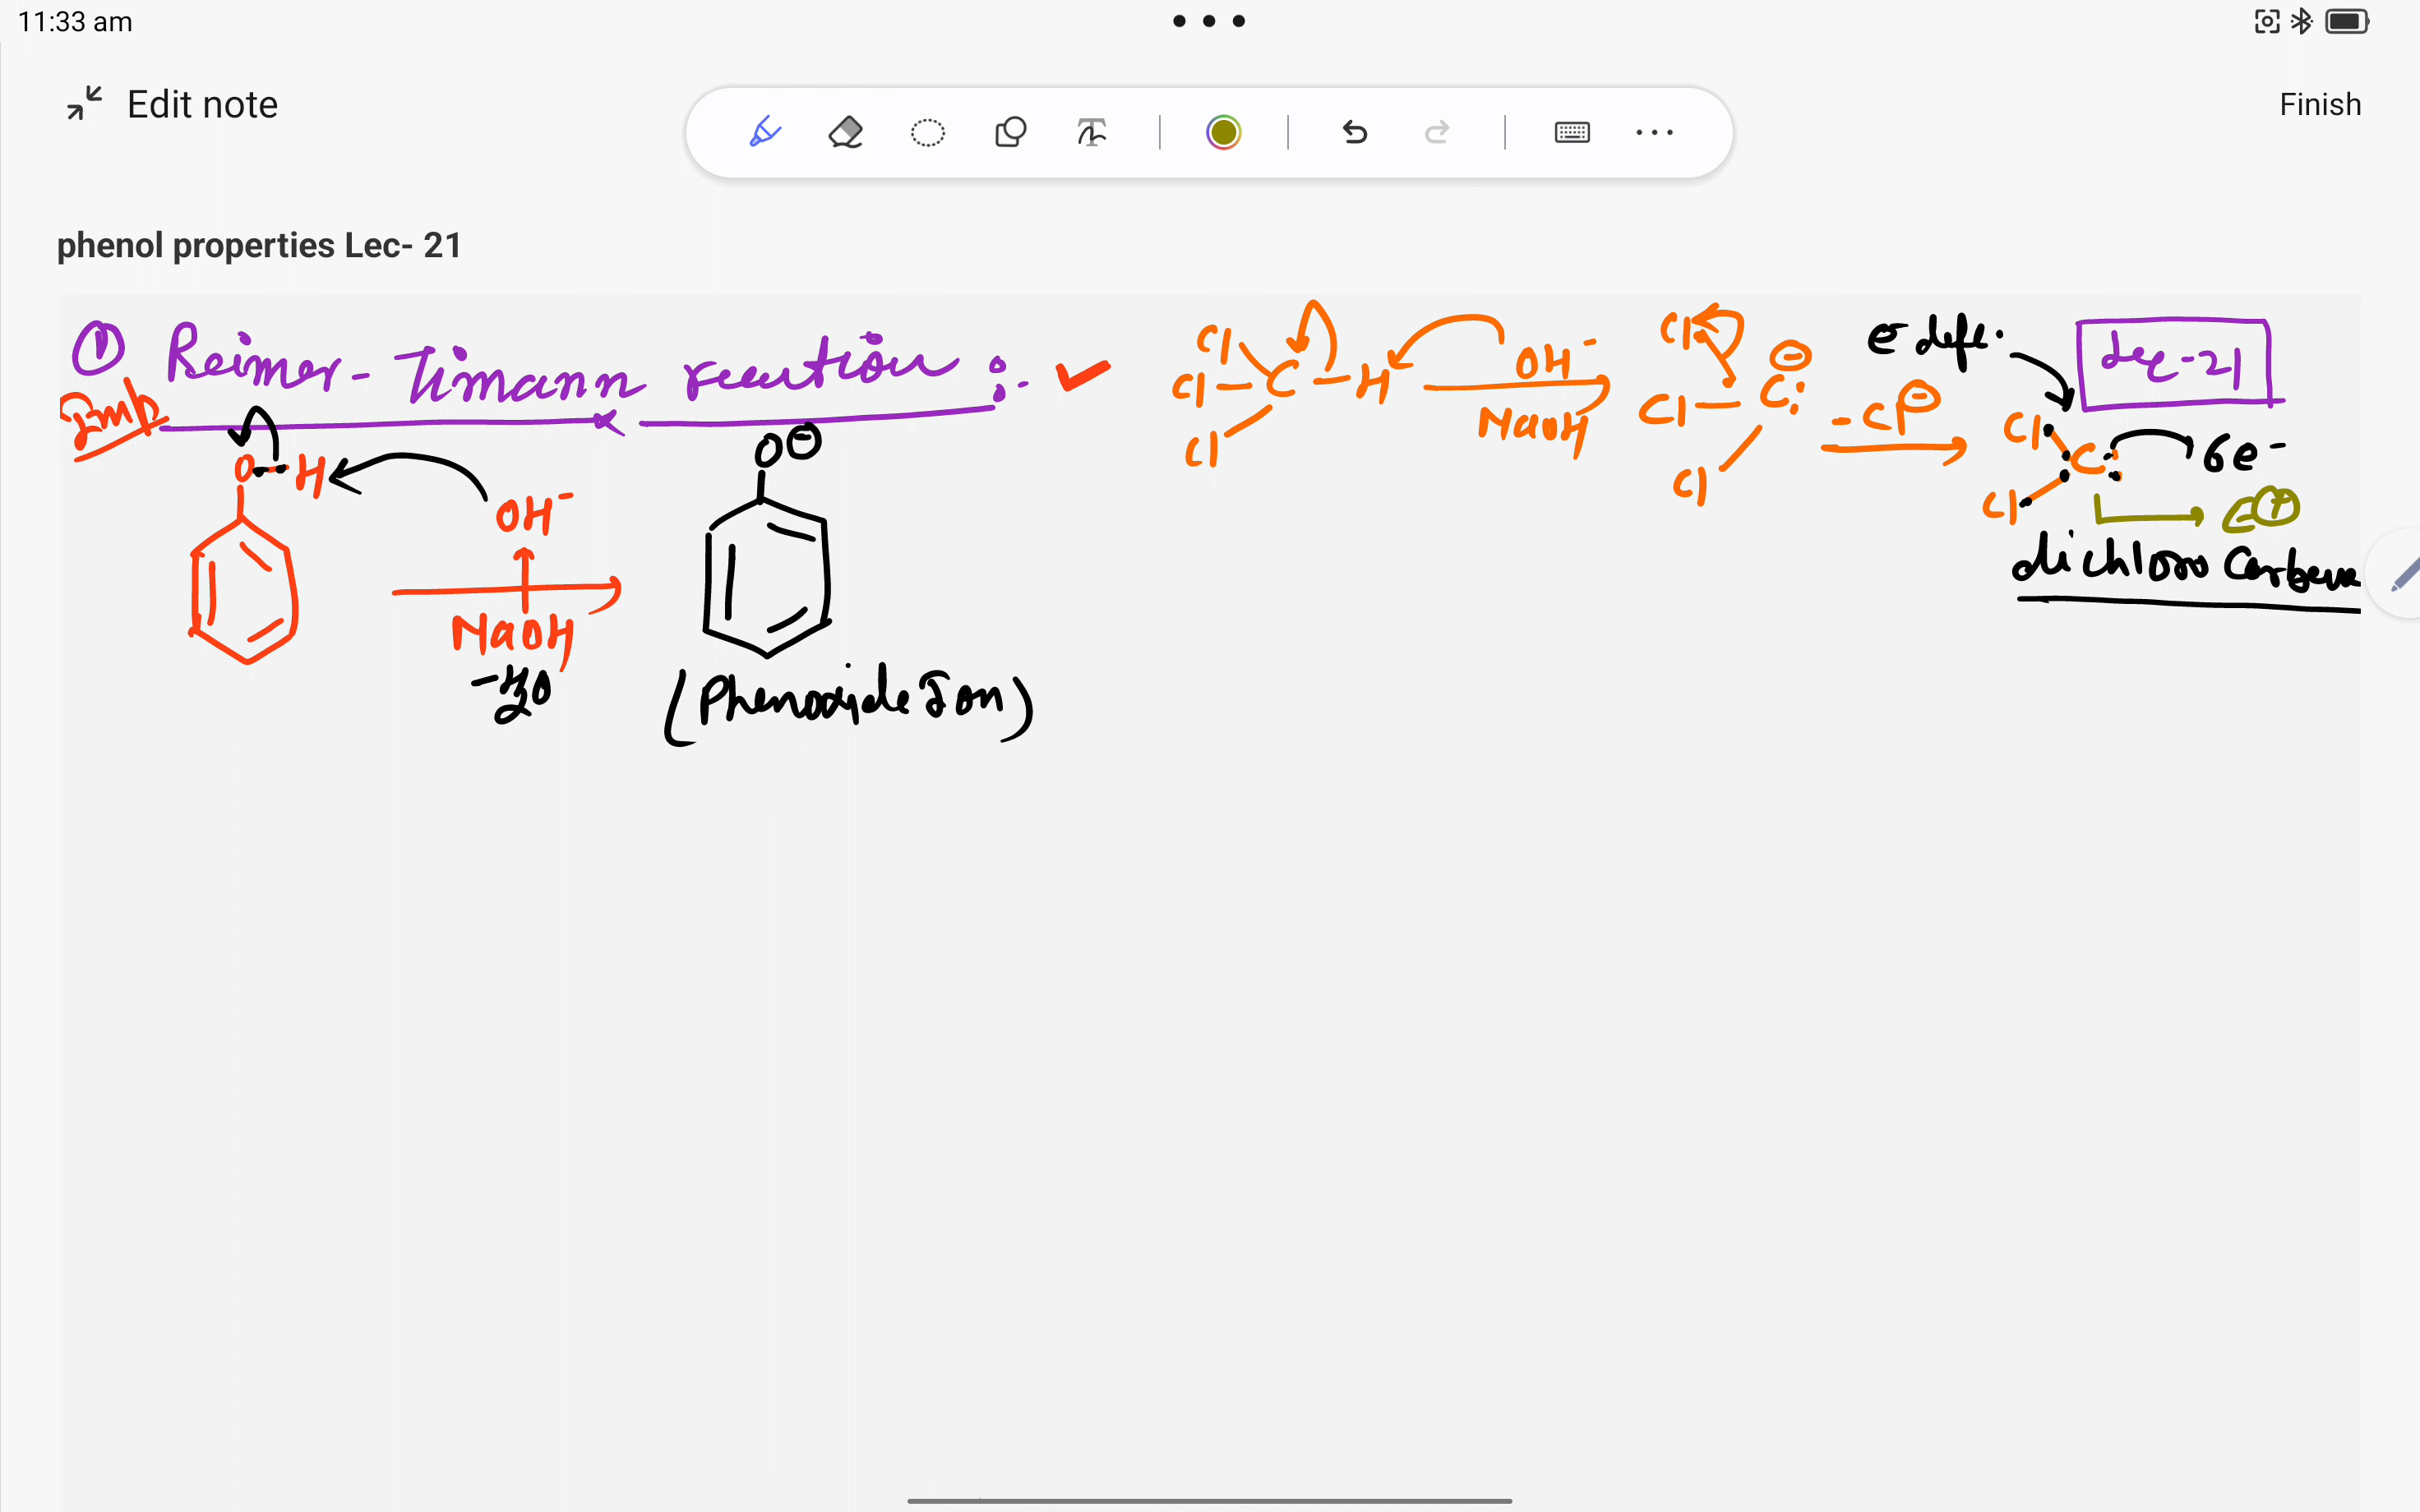 11:33 am
Edit note
Finish
phenol properties Lec- 21
① Reimer - Timann reaction :-
Imp
Lec-21
O-H
OH⁻
NaOH
-H₂O
O⊖
(Phenoxide Ion)
Cl
Cl - C - H
Cl
OH⁻
NaOH
Cl
Cl - C: ⊖
Cl
- Cl⊖
e⁻ defi.
Cl
C:
Cl
6e⁻
E⊕
dichloro Carbene